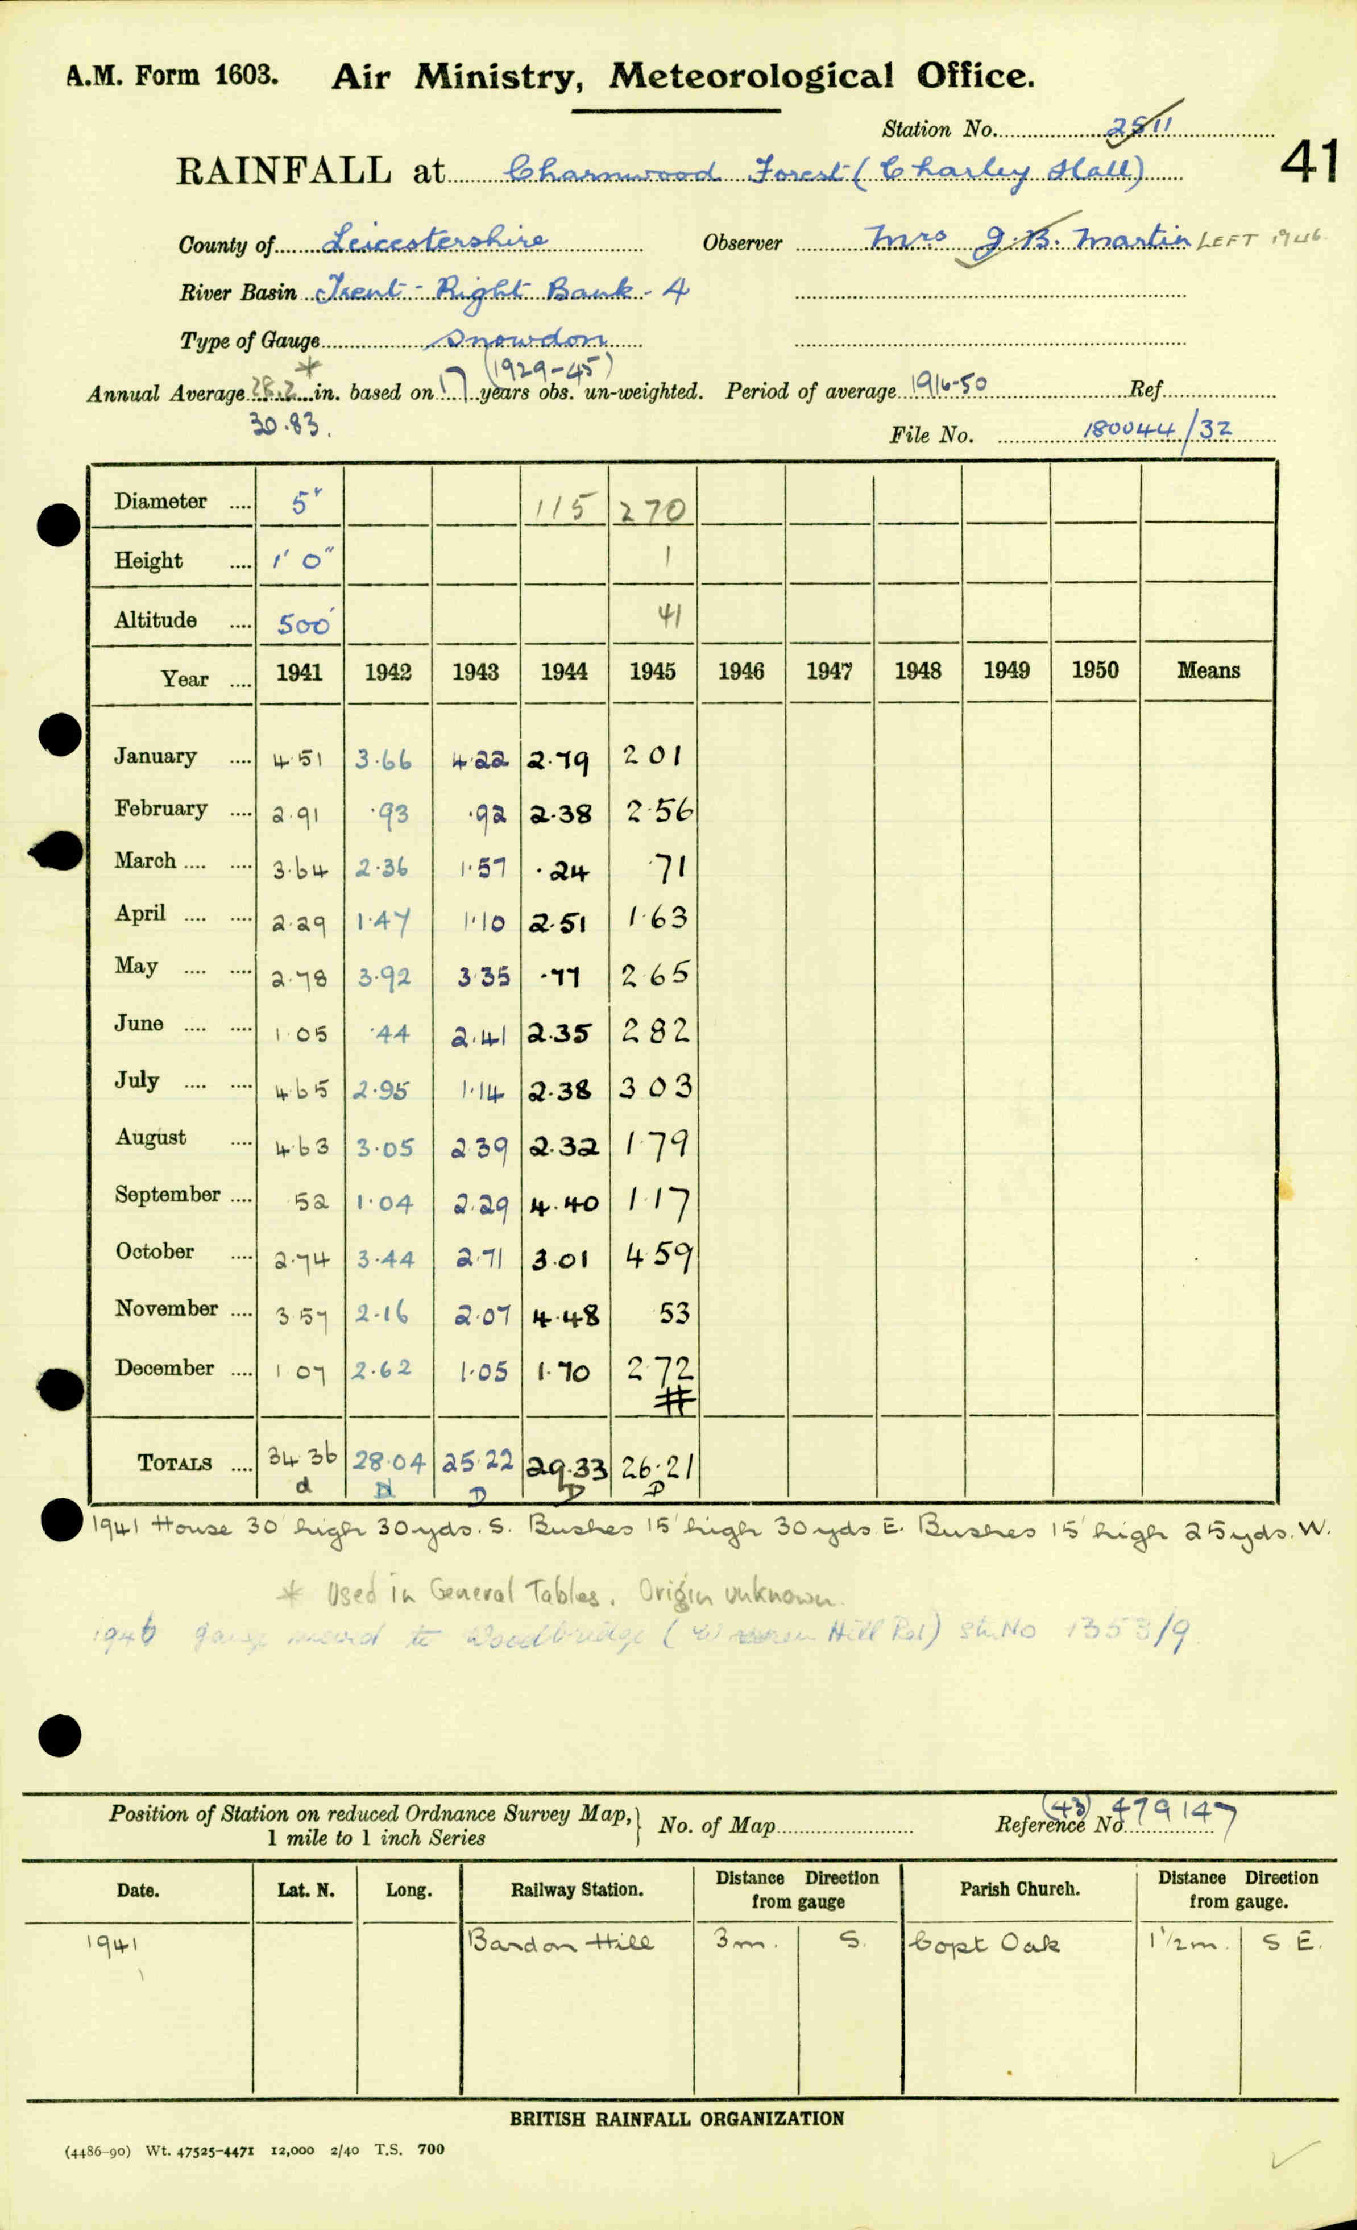 A.M. Form 1603. Air Ministry, Meteorological Office.
Station No. 2511
41
RAINFALL at Charnwood Forest (Charley Hall)
County of Leicestershire Observer Mrs J.B. Martin LEFT 1946
River Basin Trent - Right Bank - 4
Type of Gauge Snowdon
* (1929-45)
Annual Average 28.2 in. based on 17 years obs. un-weighted. Period of average 1916-50 Ref.
30.83.
File No. 180044/32
Diameter .... 5" 115 270
Height .... 1' 0" 1
Altitude .... 500' 41
Year .... 1941 1942 1943 1944 1945 1946 1947 1948 1949 1950 Means
January .... 4.51 3.66 4.22 2.79 2 01
February .... 2.91 .93 .92 2.38 2.56
March .... .... 3.64 2.36 1.57 .24 .71
April .... .... 2.29 1.47 1.10 2.51 1.63
May .... .... 2.78 3.92 3.35 .77 2.65
June .... .... 1.05 .44 2.41 2.35 2 82
July .... .... 4.65 2.95 1.14 2.38 3 03
August .... 4.63 3.05 2.39 2.32 1.79
September .... 52 1.04 2.29 4.40 1.17
October .... 2.74 3.44 2.71 3.01 4.59
November .... 3.57 2.16 2.07 4.48 53
December .... 1 07 2.62 1.05 1.70 2.72
#
TOTALS .... 34 36 28.04 25.22 29.33 26.21
d D D D D
1941 House 30' high 30 yds. S. Bushes 15' high 30 yds E. Bushes 15' high 25 yds. W.
* Used in General Tables. Origin unknown.
1946 gauge moved to Woodbridge ( Hill Rd) Stn. No 1353/9
Position of Station on reduced Ordnance Survey Map, } No. of Map Reference No. (43) 479147
1 mile to 1 inch Series
Date. Lat. N. Long. Railway Station. Distance Direction from gauge Parish Church. Distance Direction from gauge.
1941 Bardon Hill 3 m. S. Copt Oak 1 1/2 m. S E.
BRITISH RAINFALL ORGANIZATION
(4486-90) Wt. 47525-4471 12,000 2/40 T.S. 700